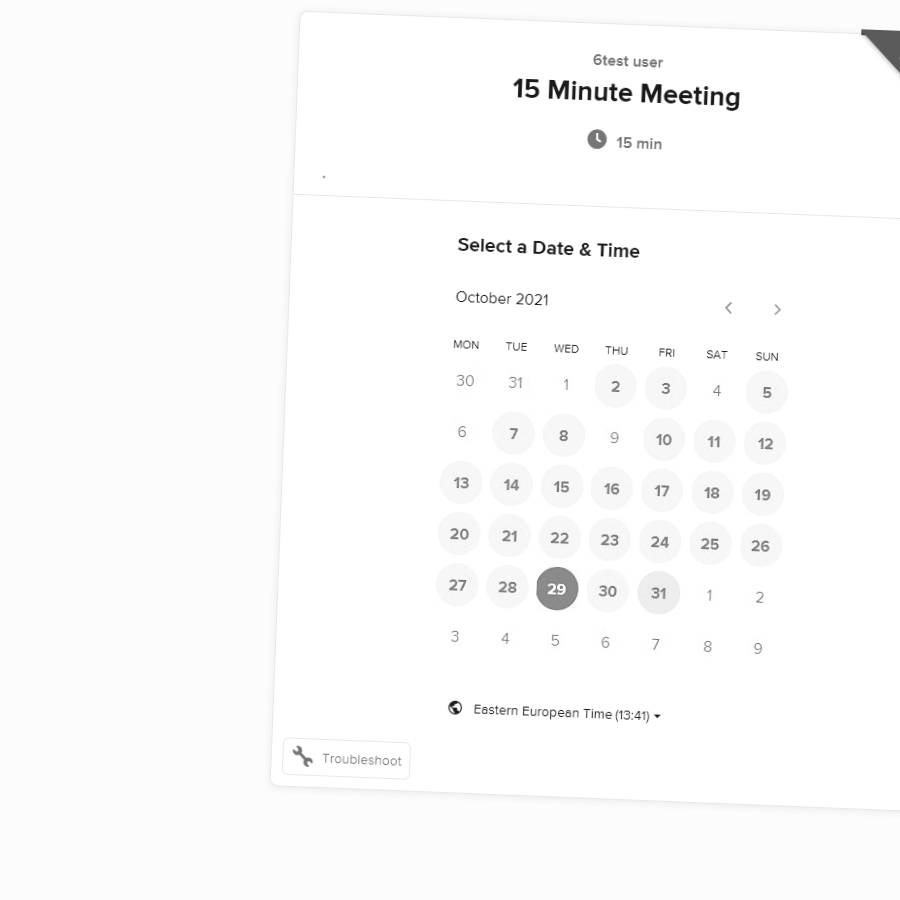 6test user
15 Minute Meeting
15 min
Select a Date & Time
October 2021
MON TUE WED THU FRI SAT SUN
30 31 1 2 3 4 5
6 7 8 9 10 11 12
13 14 15 16 17 18 19
20 21 22 23 24 25 26
27 28 29 30 31 1 2
3 4 5 6 7 8 9
Eastern European Time (13:41)
Troubleshoot